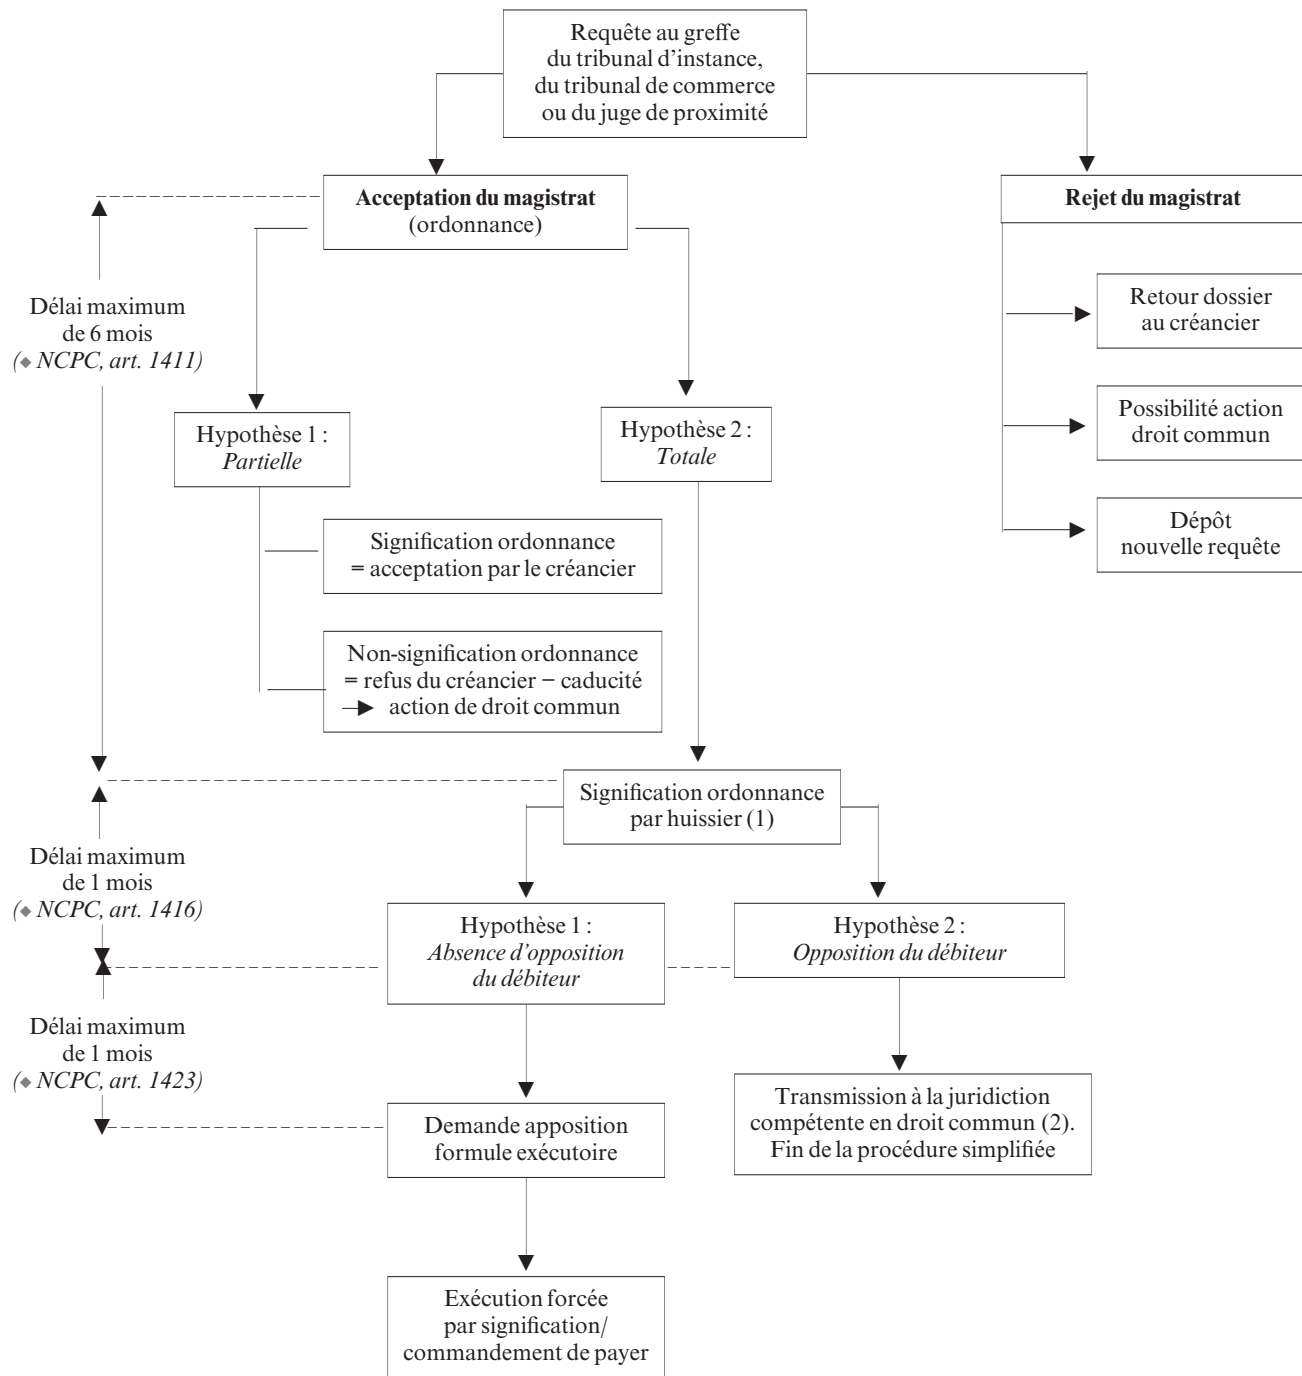 Requête au greffe
du tribunal d'instance,
du tribunal de commerce
ou du juge de proximité
Acceptation du magistrat
(ordonnance)
Rejet du magistrat
Retour dossier
au créancier
Possibilité action
droit commun
Dépôt
nouvelle requête
Délai maximum
de 6 mois
(◆ NCPC, art. 1411)
Hypothèse 1 :
Partielle
Hypothèse 2 :
Totale
Signification ordonnance
= acceptation par le créancier
Non-signification ordonnance
= refus du créancier – caducité
action de droit commun
Signification ordonnance
par huissier (1)
Délai maximum
de 1 mois
(◆ NCPC, art. 1416)
Hypothèse 1 :
Absence d'opposition
du débiteur
Hypothèse 2 :
Opposition du débiteur
Délai maximum
de 1 mois
(◆ NCPC, art. 1423)
Demande apposition
formule exécutoire
Transmission à la juridiction
compétente en droit commun (2).
Fin de la procédure simplifiée
Exécution forcée
par signification/
commandement de payer